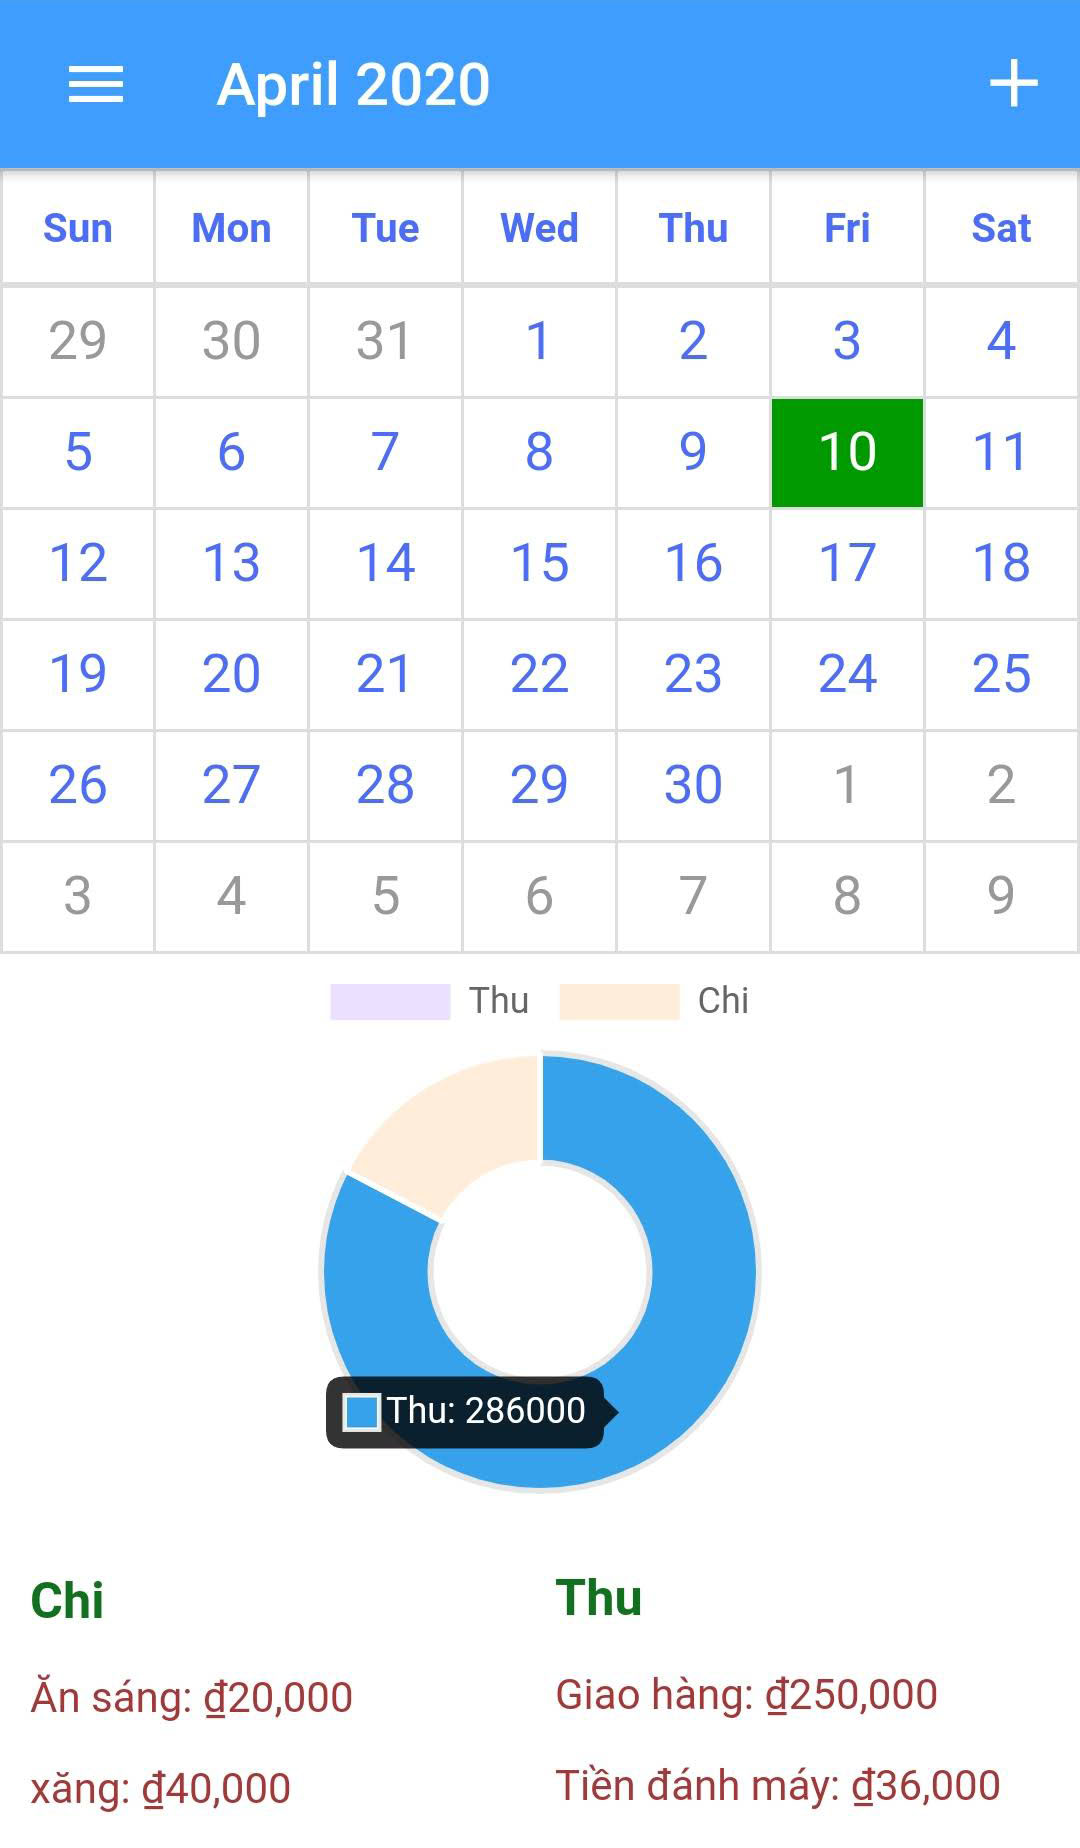 April 2020
Sun Mon Tue Wed Thu Fri Sat
29 30 31 1 2 3 4
5 6 7 8 9 10 11
12 13 14 15 16 17 18
19 20 21 22 23 24 25
26 27 28 29 30 1 2
3 4 5 6 7 8 9
Thu Chi
Thu: 286000
Chi
Ăn sáng: ₫20,000
xăng: ₫40,000
Thu
Giao hàng: ₫250,000
Tiền đánh máy: ₫36,000